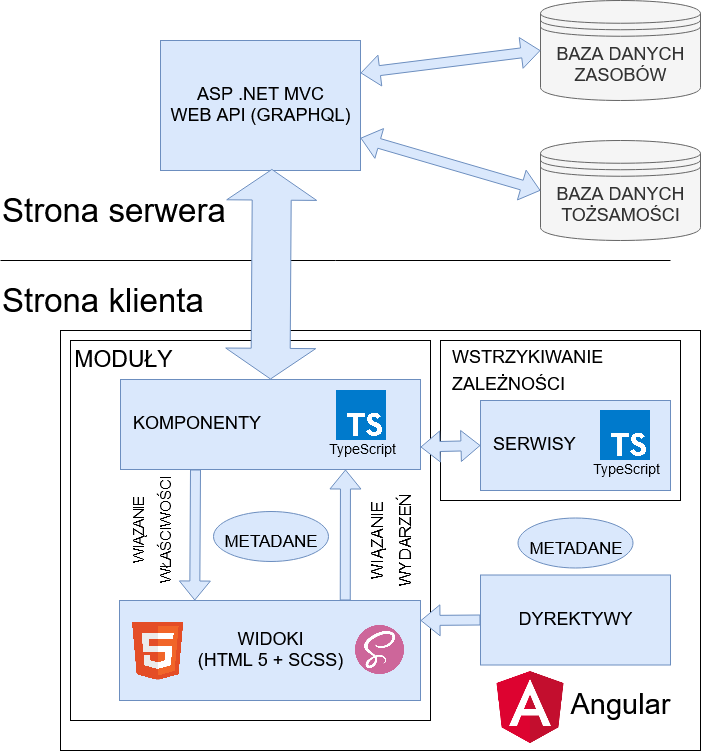 ASP .NET MVC
WEB API (GRAPHQL)
BAZA DANYCH
ZASOBÓW
BAZA DANYCH
TOŻSAMOŚCI
Strona serwera
Strona klienta
MODUŁY
KOMPONENTY
TS
TypeScript
WSTRZYKIWANIE
ZALEŻNOŚCI
SERWISY
TS
TypeScript
WIĄZANIE
WŁAŚCIWOŚCI
METADANE
WIĄZANIE
WYDARZEŃ
METADANE
5
WIDOKI
(HTML 5 + SCSS)
DYREKTYWY
A
Angular